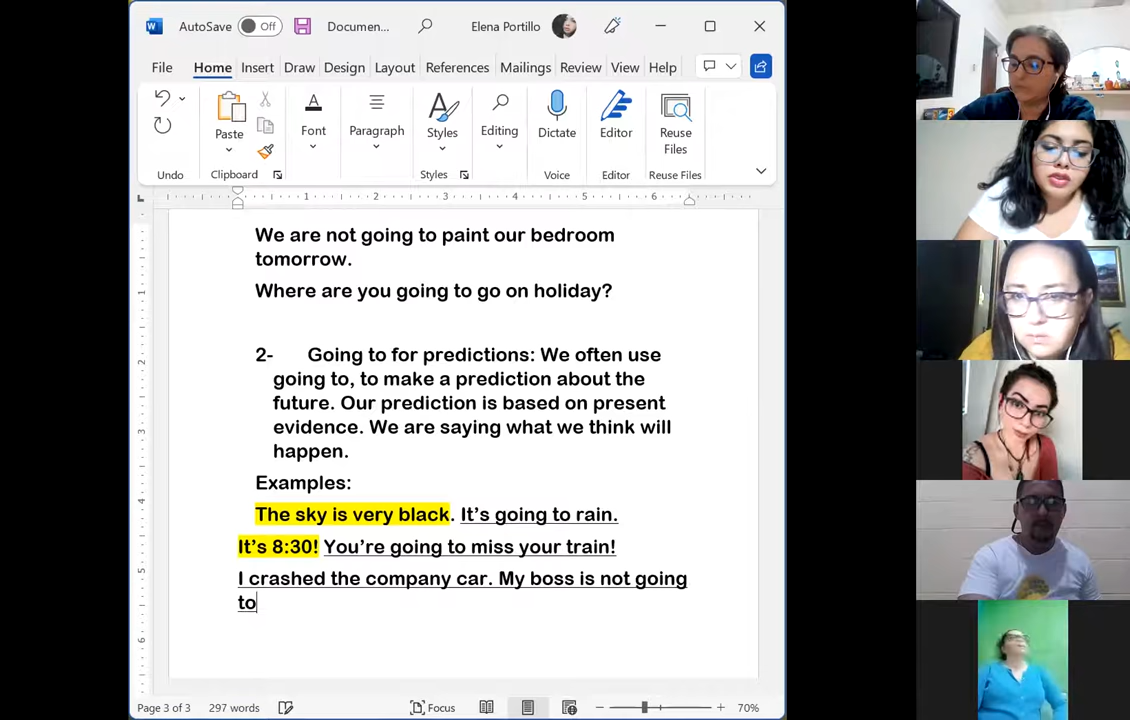 AutoSave Off Documen... Elena Portillo
File Home Insert Draw Design Layout References Mailings Review View Help
Paste Font Paragraph Styles Editing Dictate Editor Reuse Files
Undo Clipboard Styles Voice Editor Reuse Files
1 2 3 4 5 6
We are not going to paint our bedroom
tomorrow.
Where are you going to go on holiday?
2- Going to for predictions: We often use
going to, to make a prediction about the
future. Our prediction is based on present
evidence. We are saying what we think will
happen.
Examples:
The sky is very black. It's going to rain.
It's 8:30! You're going to miss your train!
I crashed the company car. My boss is not going
to
Page 3 of 3 297 words Focus 70%